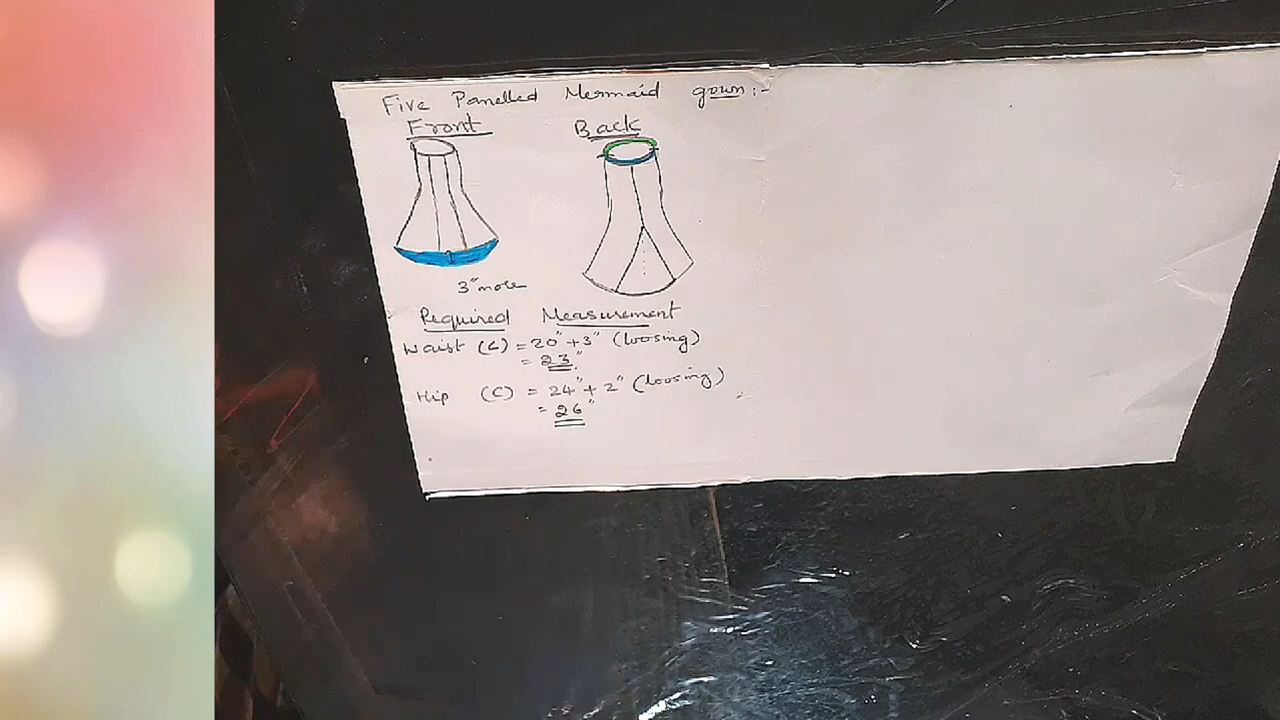 Five Panelled Mermaid gown :-
Front Back
3" more
Required Measurement
Waist (C) = 20" + 3" (loosing)
= 23".
Hip (C) = 24" + 2" (loosing)
= 26"